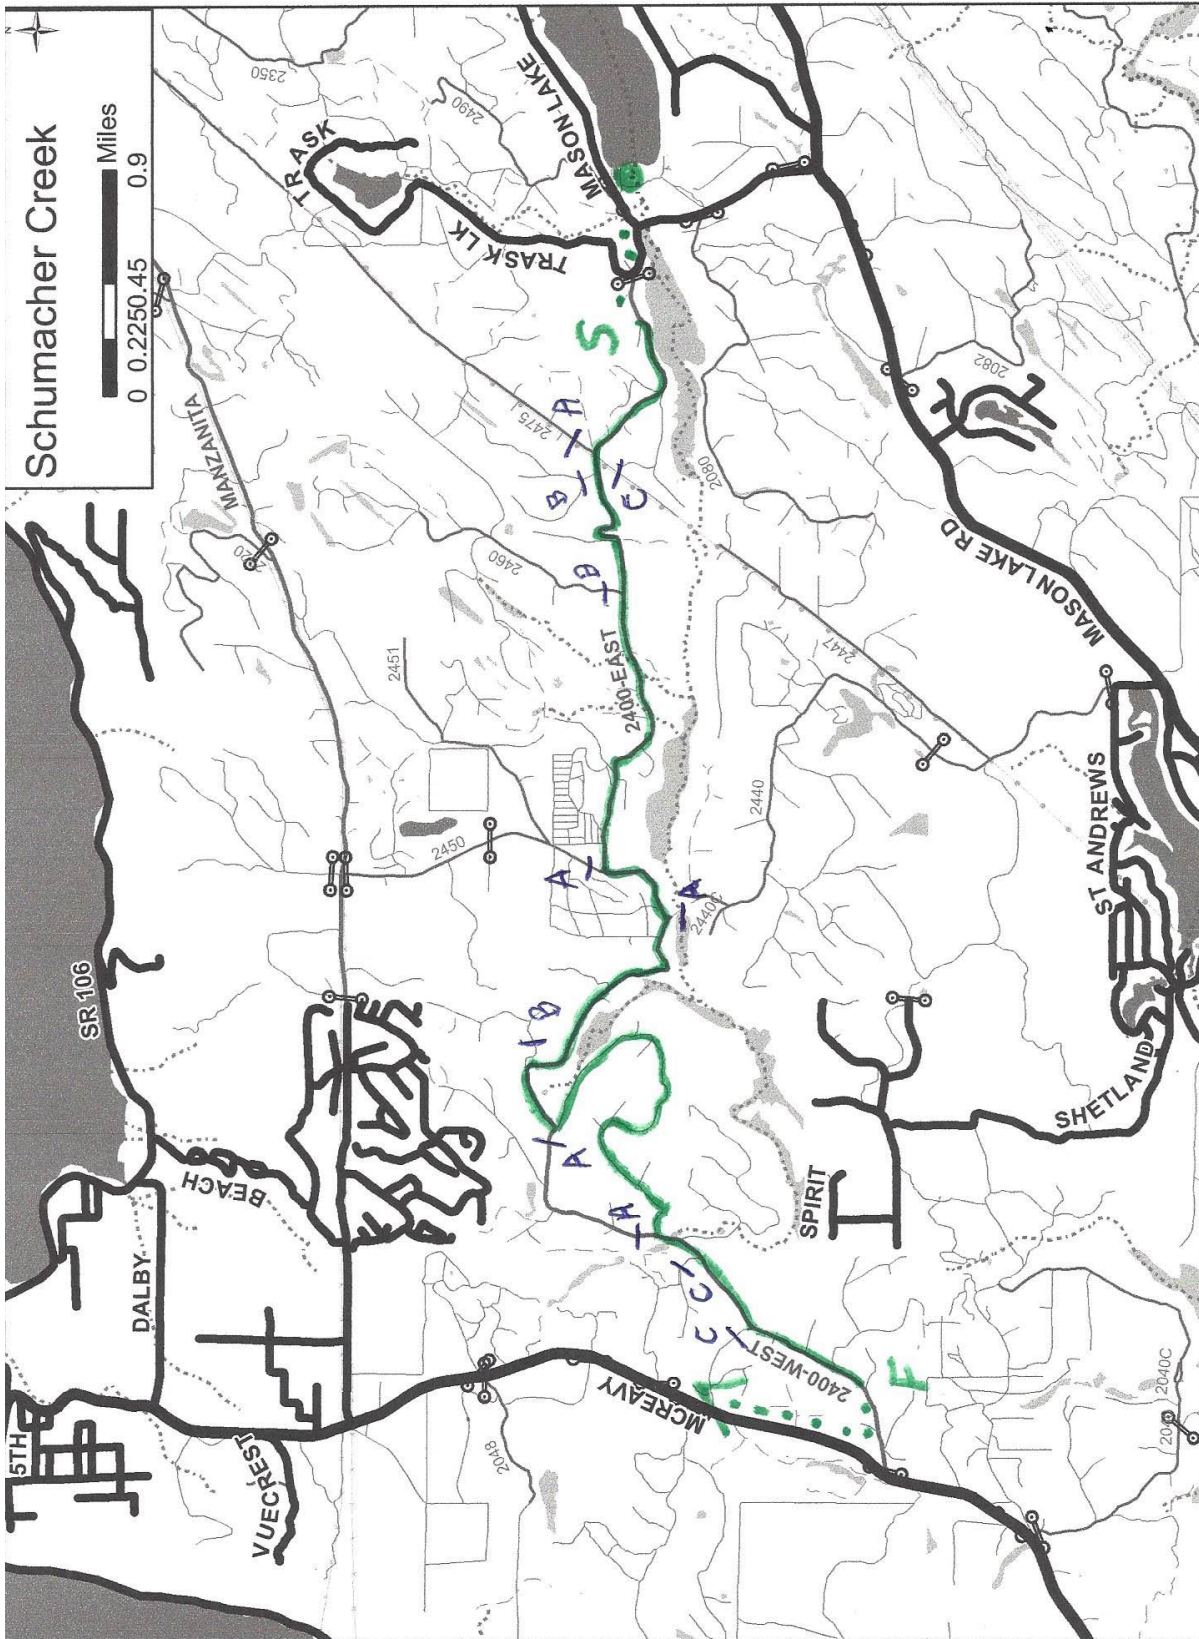 Schumacher Creek
0 0.225 0.45 0.9
Miles
N
2350
TRASK
2490
MASON LAKE
TRASK LK
S
MANZANITA
2475
A
B
C
2082
2080
2460
B
MASON LAKE RD
2451
2400-EAST
2447
2450
2440
A
A
2440C
ST ANDREWS
SR 106
B
SHETLAND
BEACH
A
A
SPIRIT
DALBY
C
C
2400-WEST
F
2040C
MCREAVY
5TH
VUECREST
2048